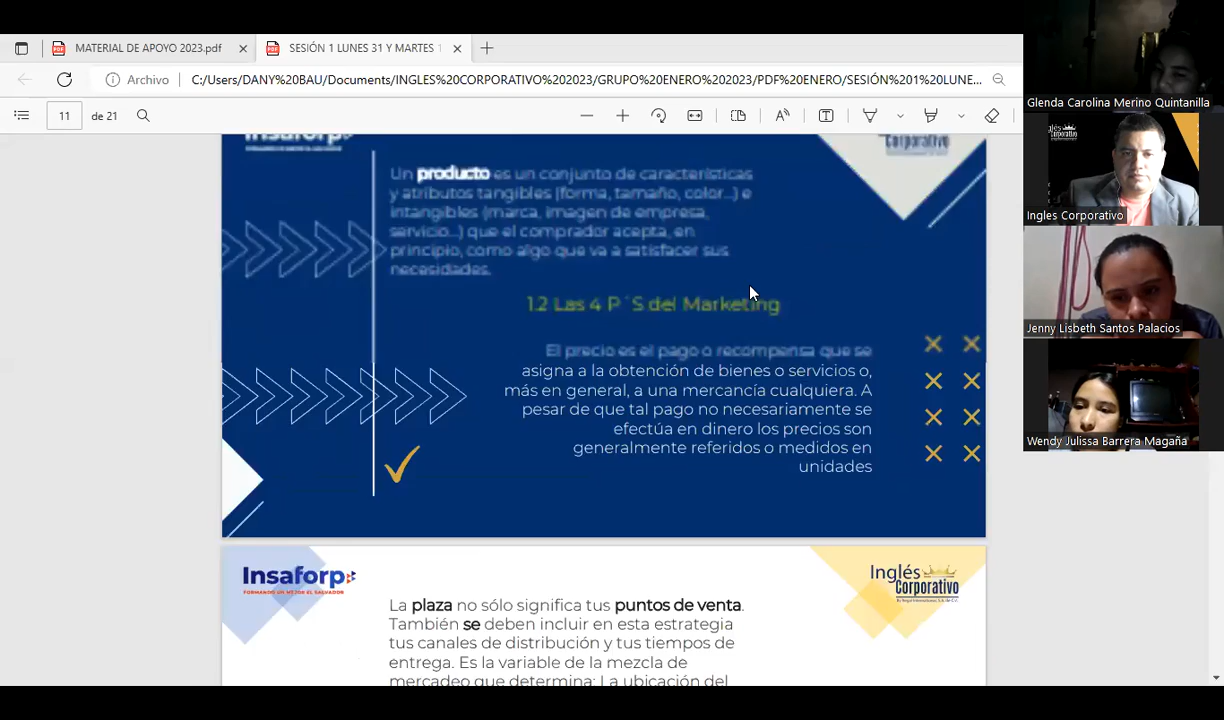 MATERIAL DE APOYO 2023.pdf
SESIÓN 1 LUNES 31 Y MARTES 1
Archivo
C:/Users/DANY%20BAU/Documents/INGLES%20CORPORATIVO%202023/GRUPO%20ENERO%202023/PDF%20ENERO/SESIÓN%201%20LUNE...
11
de 21
Insaforp
Corporativo
Un producto es un conjunto de características
y atributos tangibles (forma, tamaño, color...) e
intangibles (marca, imagen de empresa,
servicio...) que el comprador acepta, en
principio, como algo que va a satisfacer sus
necesidades.
1.2 Las 4 P´S del Marketing
El precio es el pago o recompensa que se
asigna a la obtención de bienes o servicios o,
más en general, a una mercancía cualquiera. A
pesar de que tal pago no necesariamente se
efectúa en dinero los precios son
generalmente referidos o medidos en
unidades
Insaforp
FORMANDO UN MEJOR EL SALVADOR
Inglés
Corporativo
La plaza no sólo significa tus puntos de venta.
También se deben incluir en esta estrategia
tus canales de distribución y tus tiempos de
entrega. Es la variable de la mezcla de
mercadeo que determina: La ubicación del
Glenda Carolina Merino Quintanilla
Inglés
Corporativo
Ingles Corporativo
Jenny Lisbeth Santos Palacios
Wendy Julissa Barrera Magaña